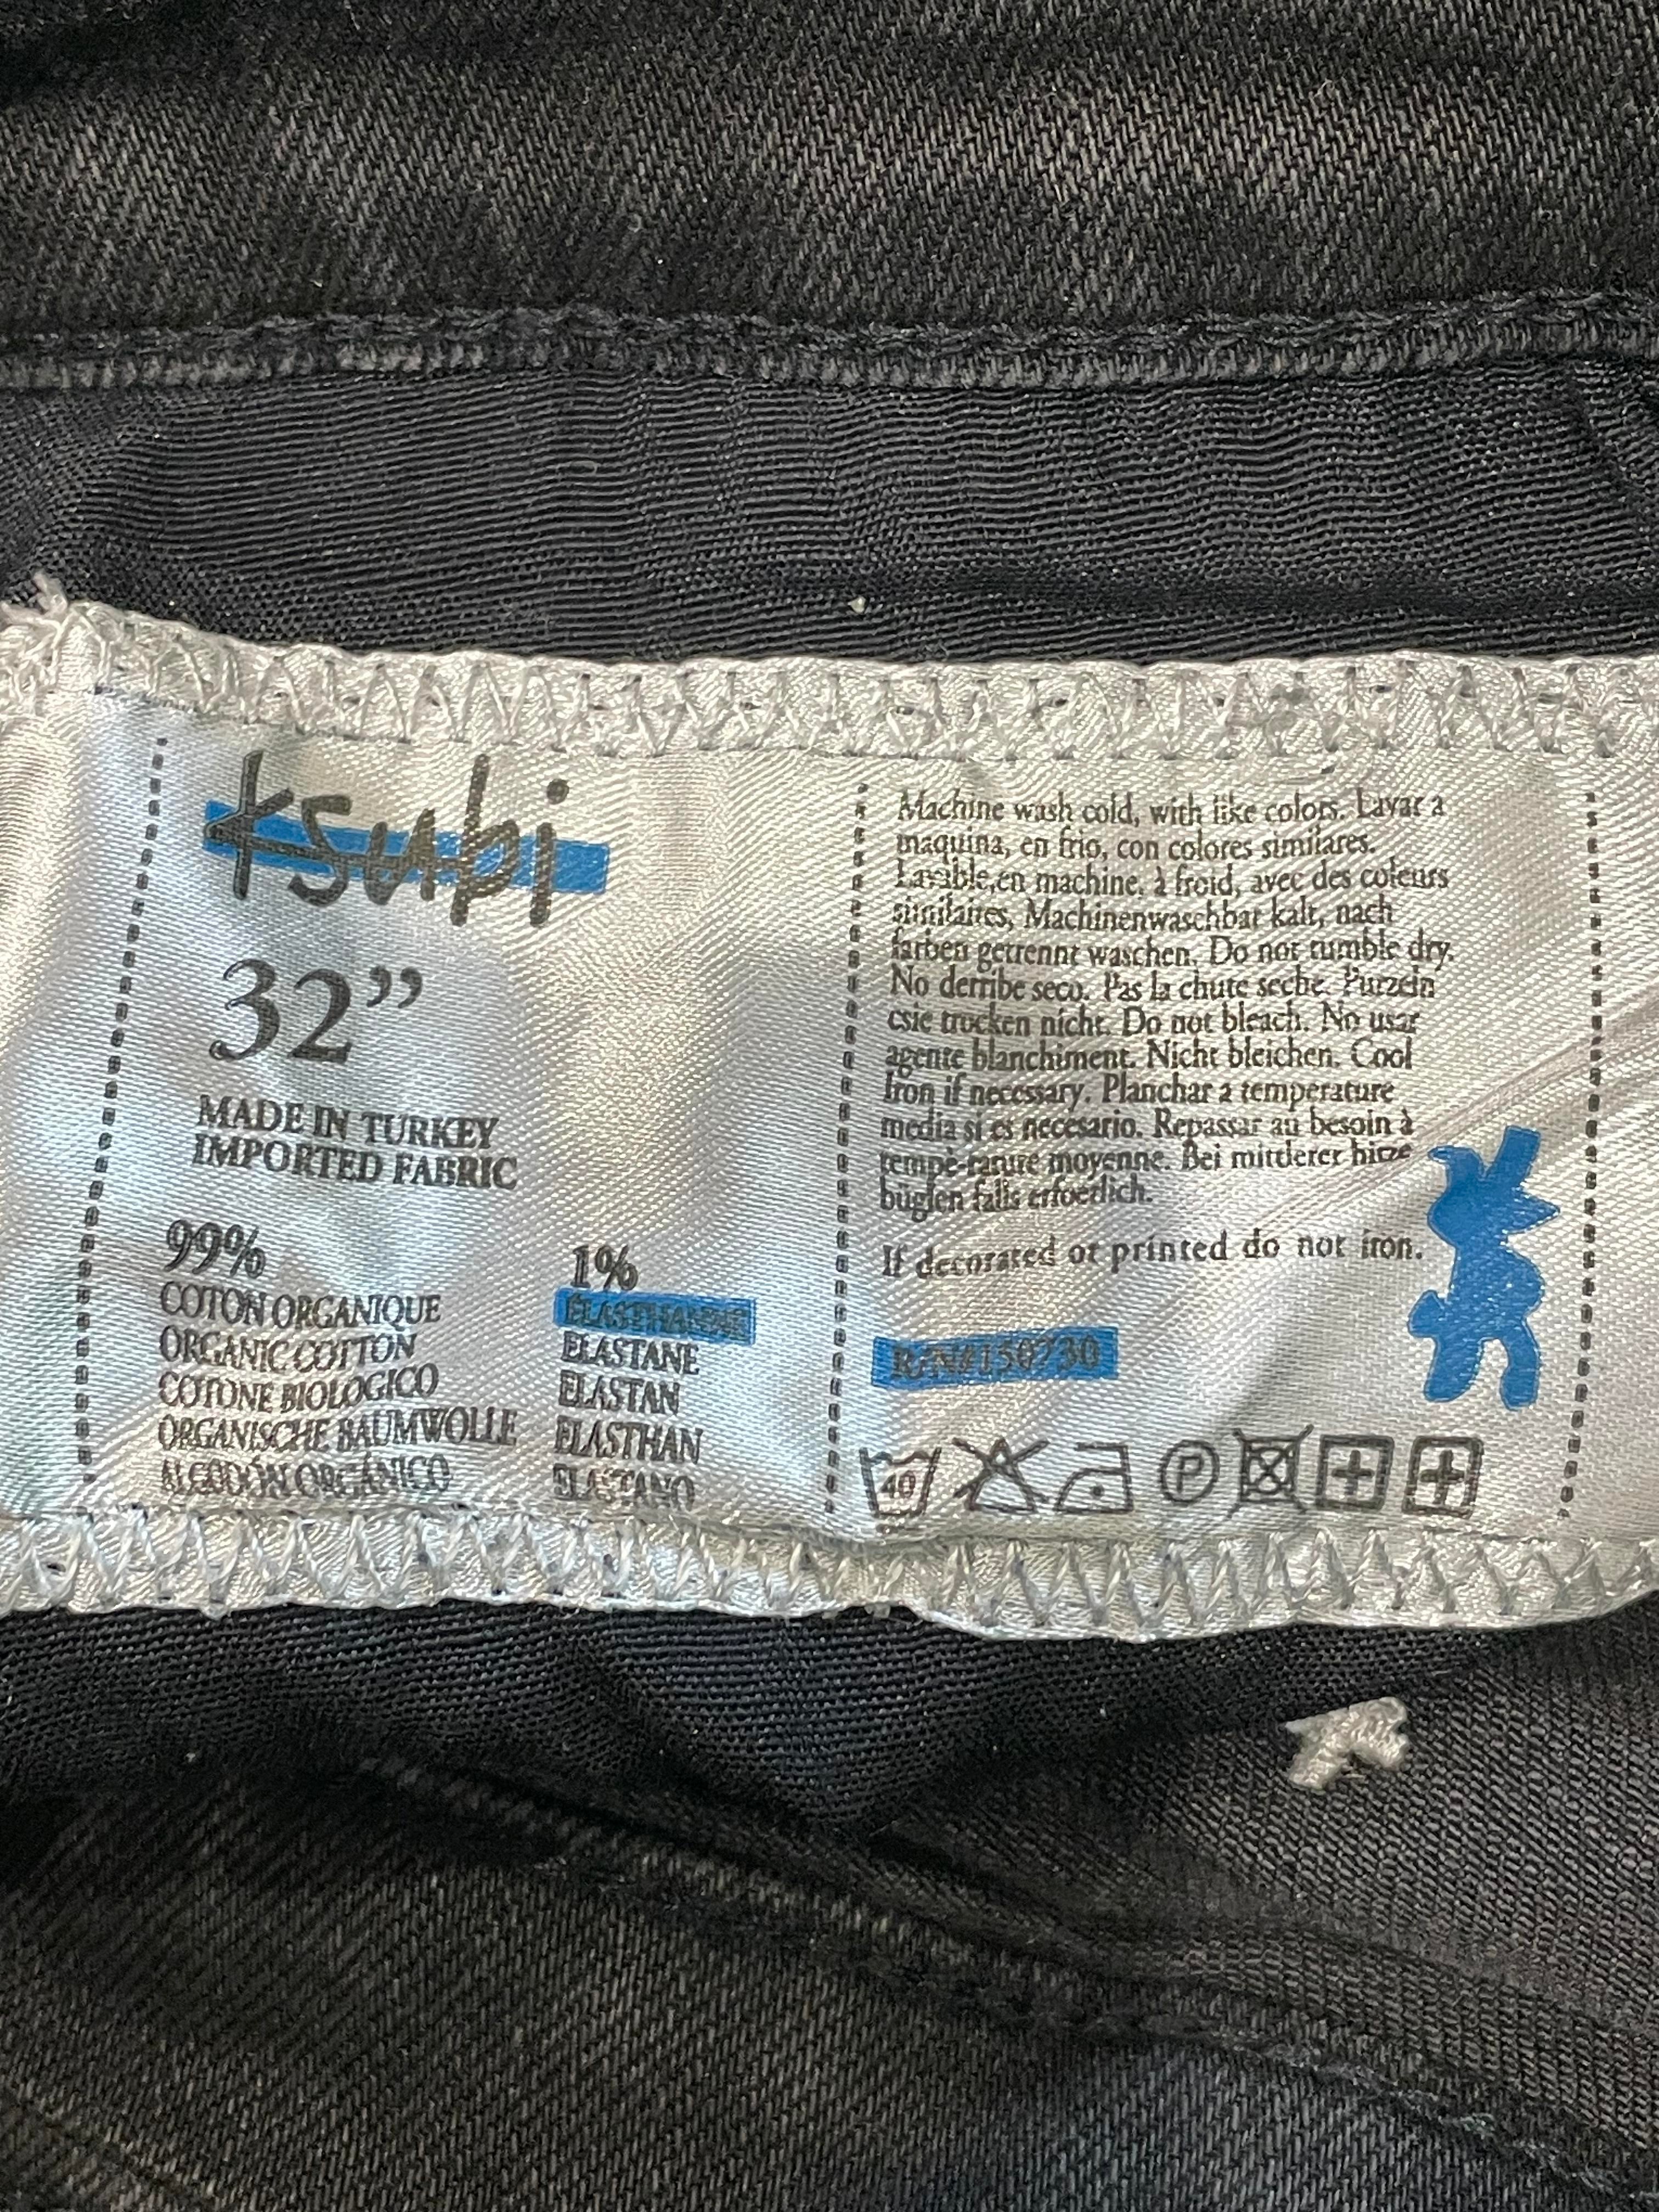 ksubi
32”
MADE IN TURKEY
IMPORTED FABRIC
99%
COTON ORGANIQUE
ORGANIC COTTON
COTONE BIOLOGICO
ORGANISCHE BAUMWOLLE
ALGODÓN ORGÁNICO
1%
ÉLASTHANNE
ELASTANE
ELASTAN
ELASTHAN
ELASTANO
Machine wash cold, with like colors. Lavar a
maquina, en frio, con colores similares.
Lavable,en machine, à froid, avec des coleurs
similaires, Machinenwaschbar kalt, nach
farben getrennt waschen. Do not tumble dry.
No derribe seco. Pas la chute seche. Purzeln
csie trocken nicht. Do not bleach. No usar
agente blanchiment. Nicht bleichen. Cool
Iron if necessary. Planchar a temperature
media si es necesario. Repassar au besoin à
tempè-rature moyenne. Bei mittlerer hitze
büglen falls erfoerlich.
If decorated or printed do not iron.
R/N#150730
40
P